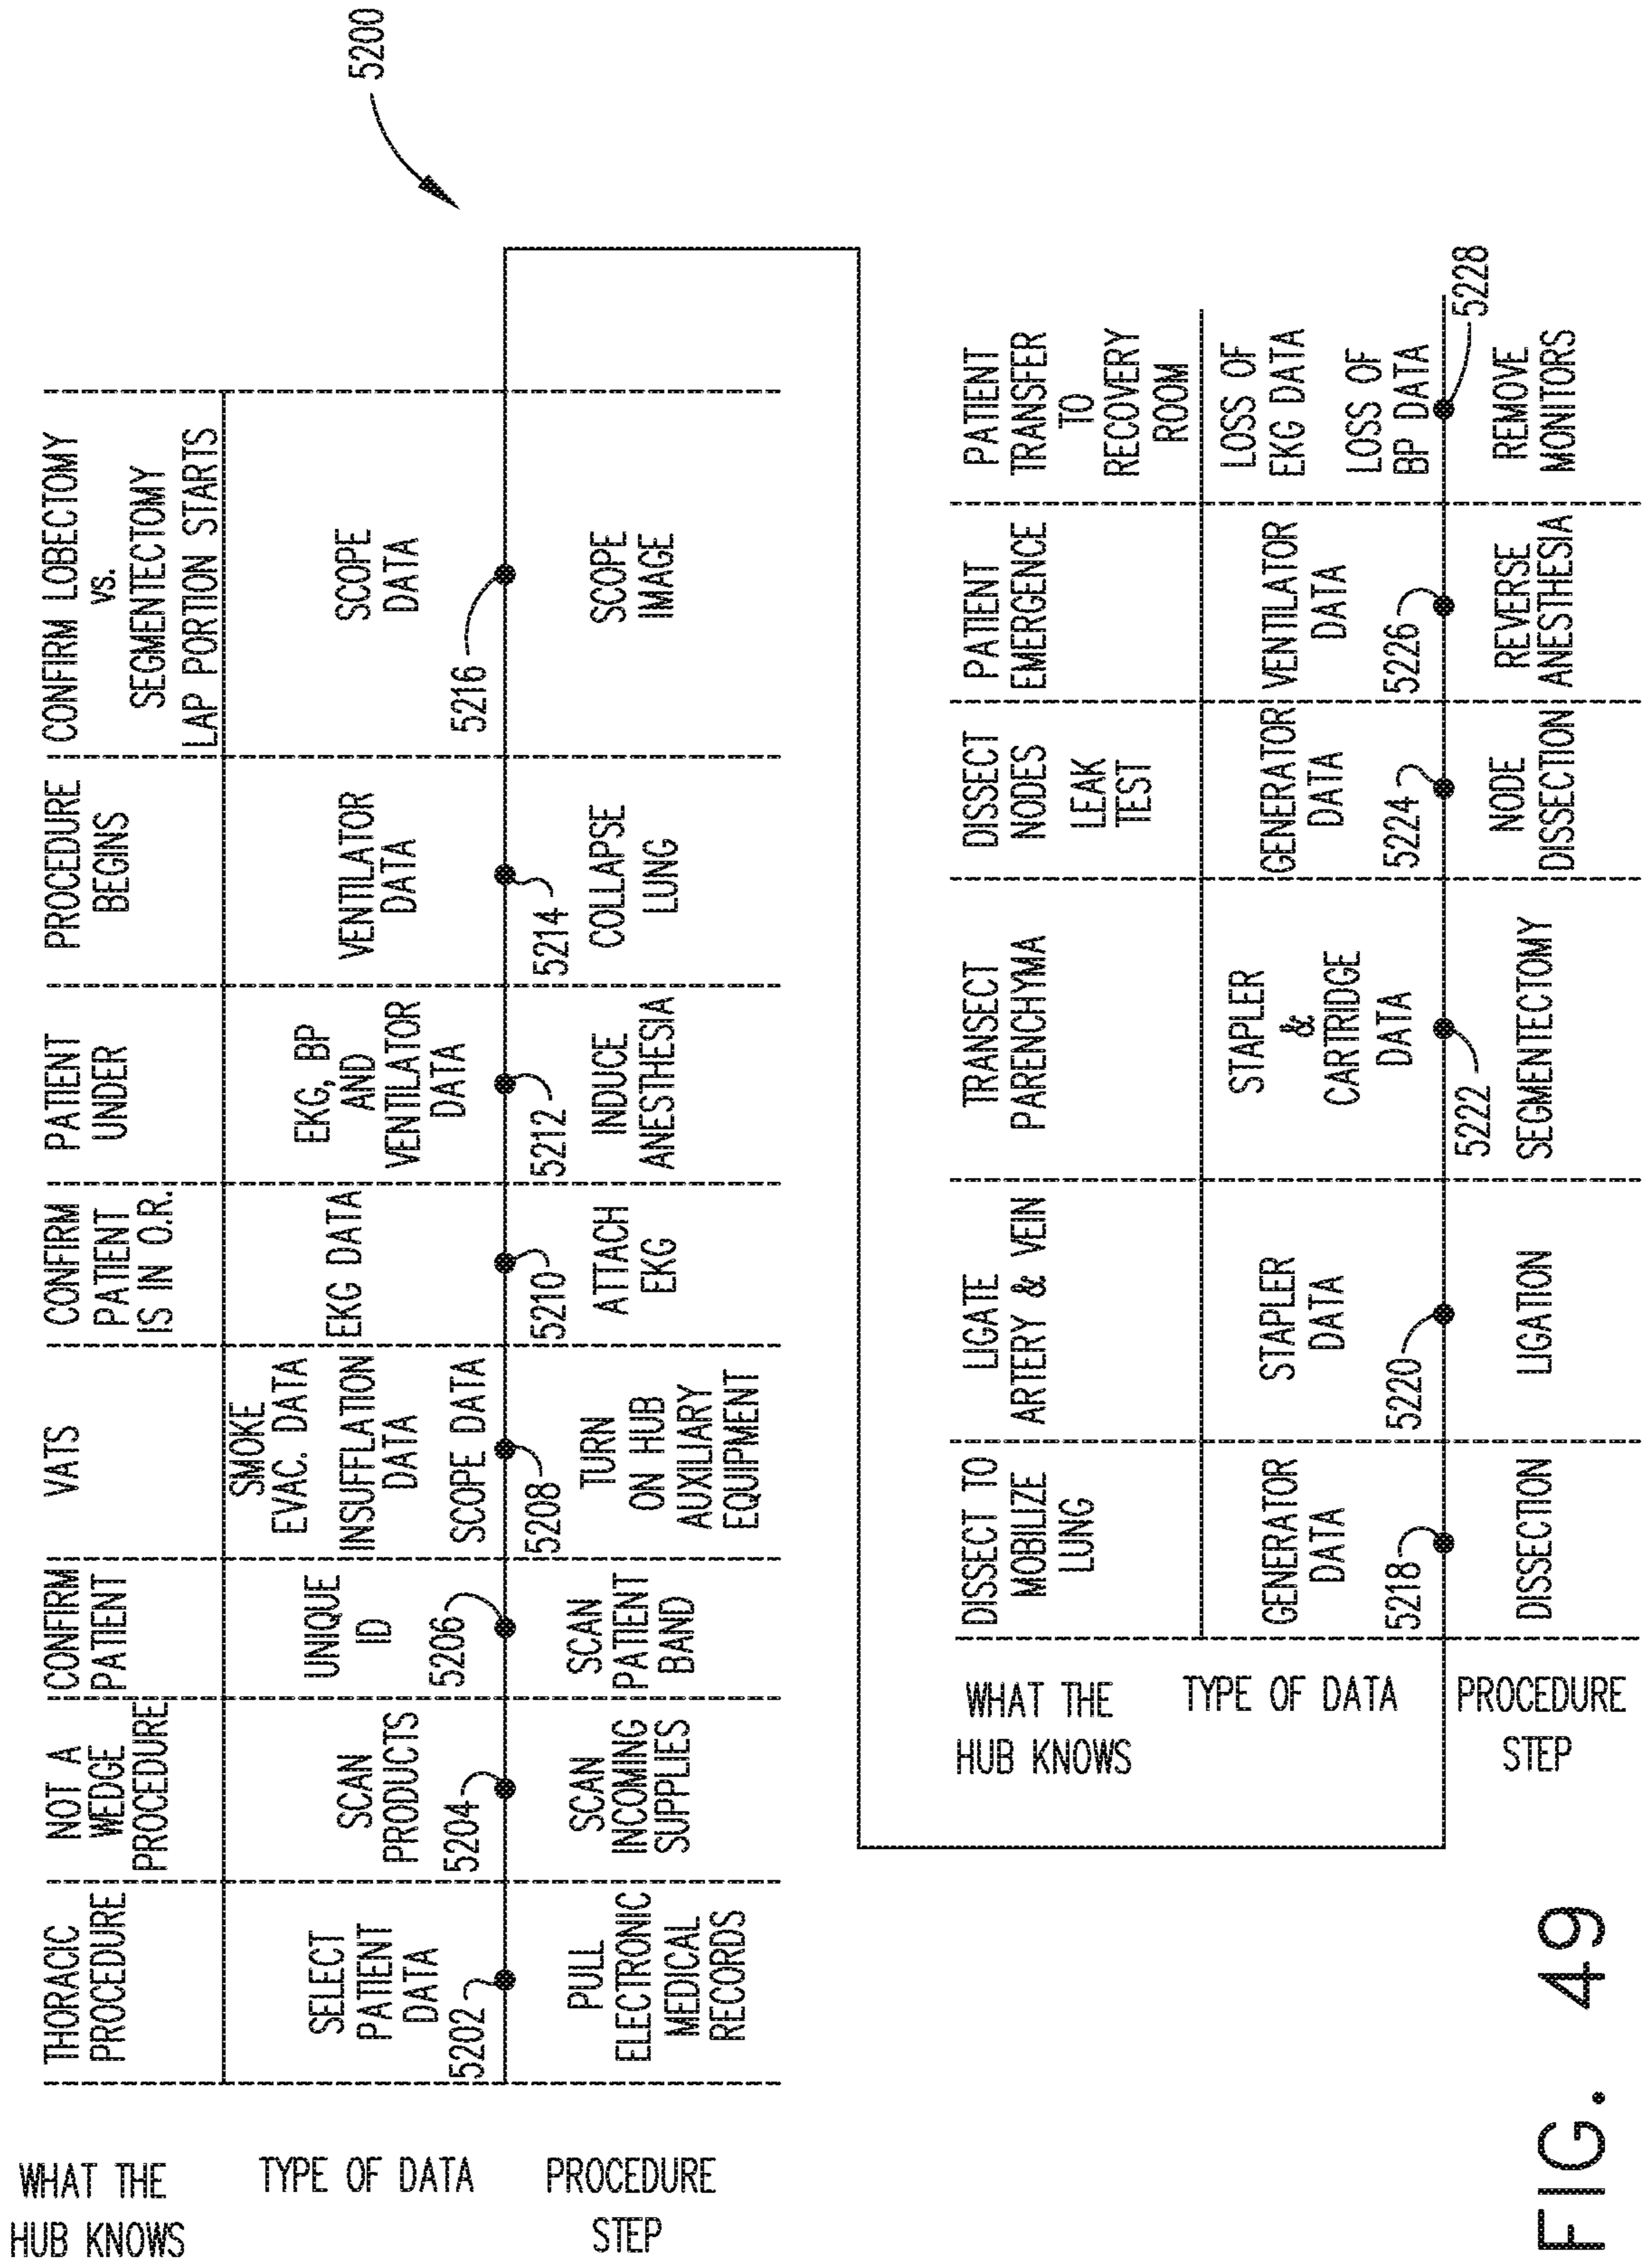 5200
WHAT THE
HUB KNOWS
THORACIC
PROCEDURE
NOT A
WEDGE
PROCEDURE
CONFIRM
PATIENT
VATS
CONFIRM
PATIENT
IS IN O.R.
PATIENT
UNDER
PROCEDURE
BEGINS
CONFIRM LOBECTOMY
vs.
SEGMENTECTOMY
LAP PORTION STARTS
TYPE OF DATA
SELECT
PATIENT
DATA
5202
SCAN
PRODUCTS
5204
UNIQUE
ID
5206
SMOKE
EVAC. DATA
INSUFFLATION
DATA
SCOPE DATA
5208
EKG DATA
5210
EKG, BP
AND
VENTILATOR
DATA
5212
VENTILATOR
DATA
5214
SCOPE
DATA
5216
PROCEDURE
STEP
PULL
ELECTRONIC
MEDICAL
RECORDS
SCAN
INCOMING
SUPPLIES
SCAN
PATIENT
BAND
TURN
ON HUB
AUXILIARY
EQUIPMENT
ATTACH
EKG
INDUCE
ANESTHESIA
COLLAPSE
LUNG
SCOPE
IMAGE
WHAT THE
HUB KNOWS
DISSECT TO
MOBILIZE
LUNG
LIGATE
ARTERY & VEIN
TRANSECT
PARENCHYMA
DISSECT
NODES
LEAK
TEST
PATIENT
EMERGENCE
PATIENT
TRANSFER
TO
RECOVERY
ROOM
TYPE OF DATA
GENERATOR
DATA
5218
STAPLER
DATA
5220
STAPLER
&
CARTRIDGE
DATA
5222
GENERATOR
DATA
5224
VENTILATOR
DATA
5226
LOSS OF
EKG DATA
LOSS OF
BP DATA
5228
PROCEDURE
STEP
DISSECTION
LIGATION
SEGMENTECTOMY
NODE
DISSECTION
REVERSE
ANESTHESIA
REMOVE
MONITORS
FIG. 49